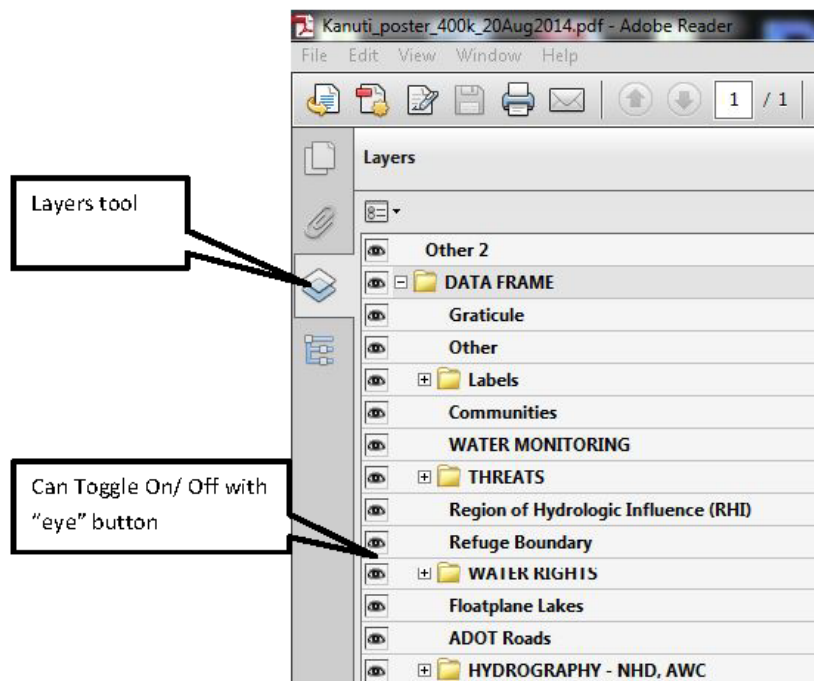 Kanuti_poster_400k_20Aug2014.pdf - Adobe Reader
File Edit View Window Help
1 / 1
Layers
Layers tool
Other 2
DATA FRAME
Graticule
Other
Labels
Communities
WATER MONITORING
Can Toggle On/ Off with
“eye” button
THREATS
Region of Hydrologic Influence (RHI)
Refuge Boundary
WATER RIGHTS
Floatplane Lakes
ADOT Roads
HYDROGRAPHY - NHD, AWC